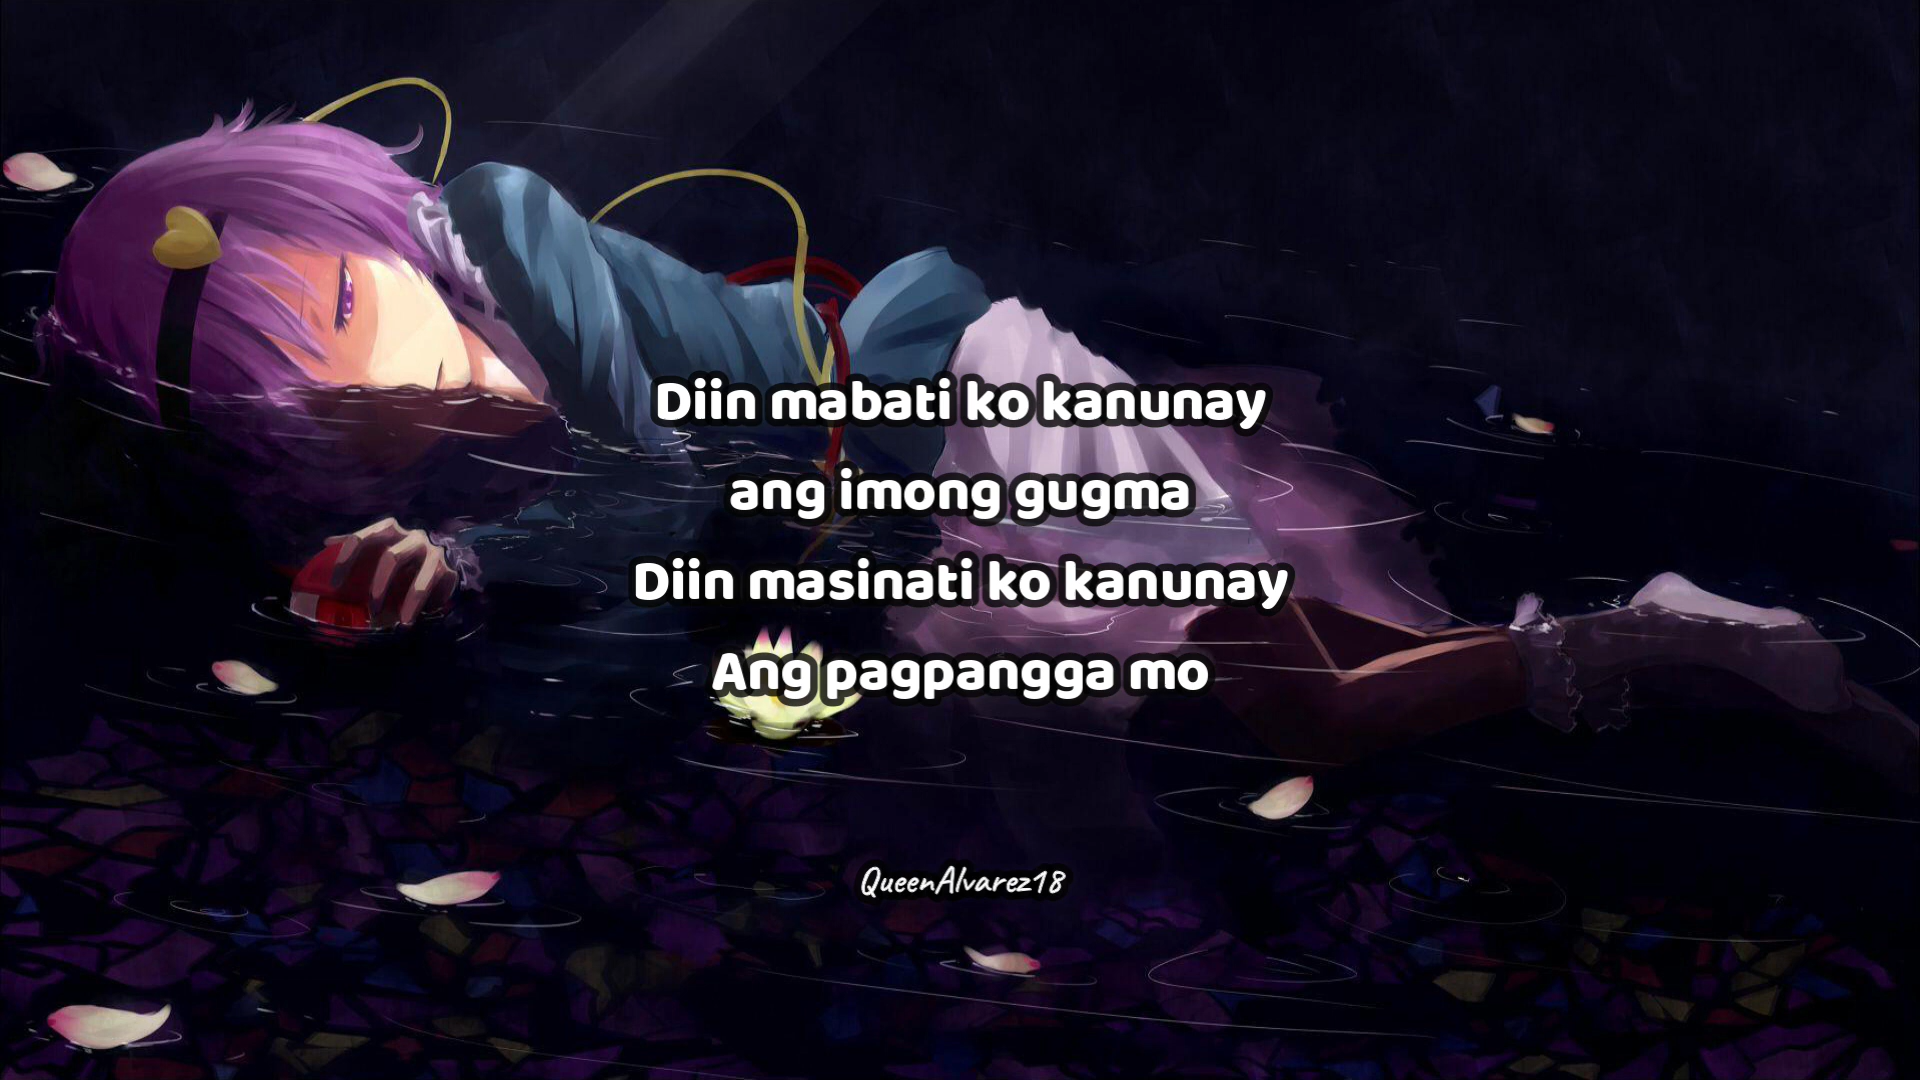 Diin mabati ko kanunay
ang imong gugma
Diin masinati ko kanunay
Ang pagpangga mo
QueenAlvarez18